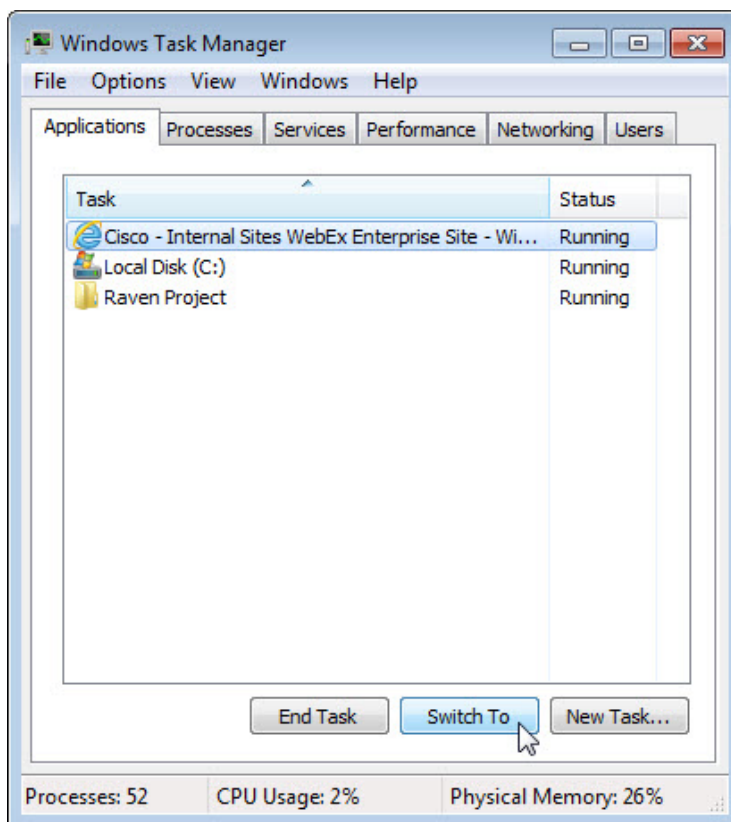 Windows Task Manager
File Options View Windows Help
Applications Processes Services Performance Networking Users
Task Status
Cisco - Internal Sites WebEx Enterprise Site - Wi... Running
Local Disk (C:) Running
Raven Project Running
End Task Switch To New Task...
Processes: 52 CPU Usage: 2% Physical Memory: 26%